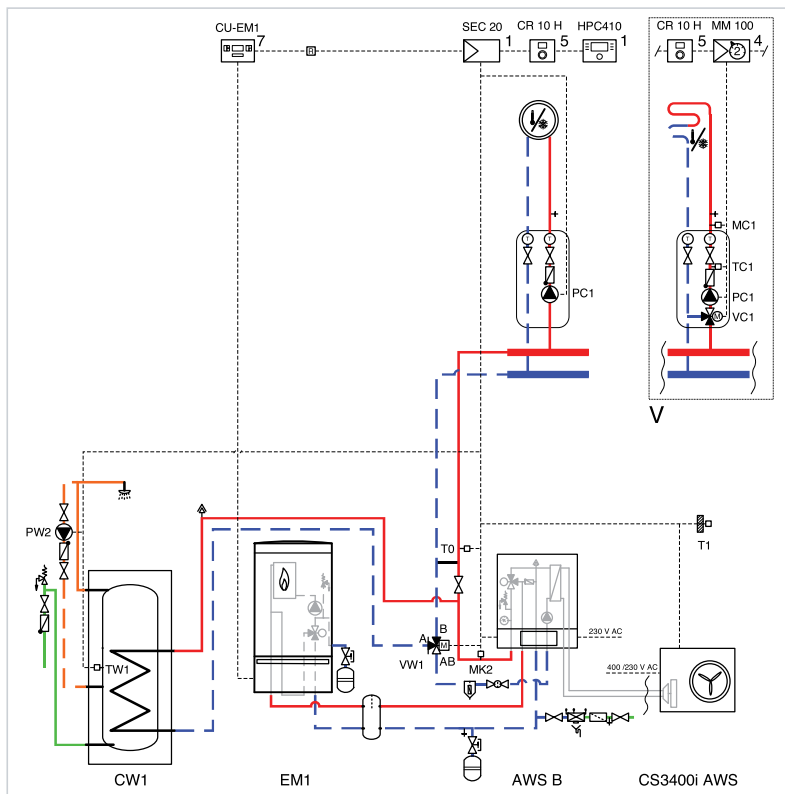 CU-EM1
7
B
SEC 20
1
CR 10 H
5
HPC410
1
CR 10 H
5
MM 100
4
2
T
T
PC1
T
T
MC1
TC1
PC1
M
VC1
V
PW2
TW1
T0
T1
B
A
M
AB
VW1
MK2
230 V AC
400 /230 V AC
CW1
EM1
AWS B
CS3400i AWS